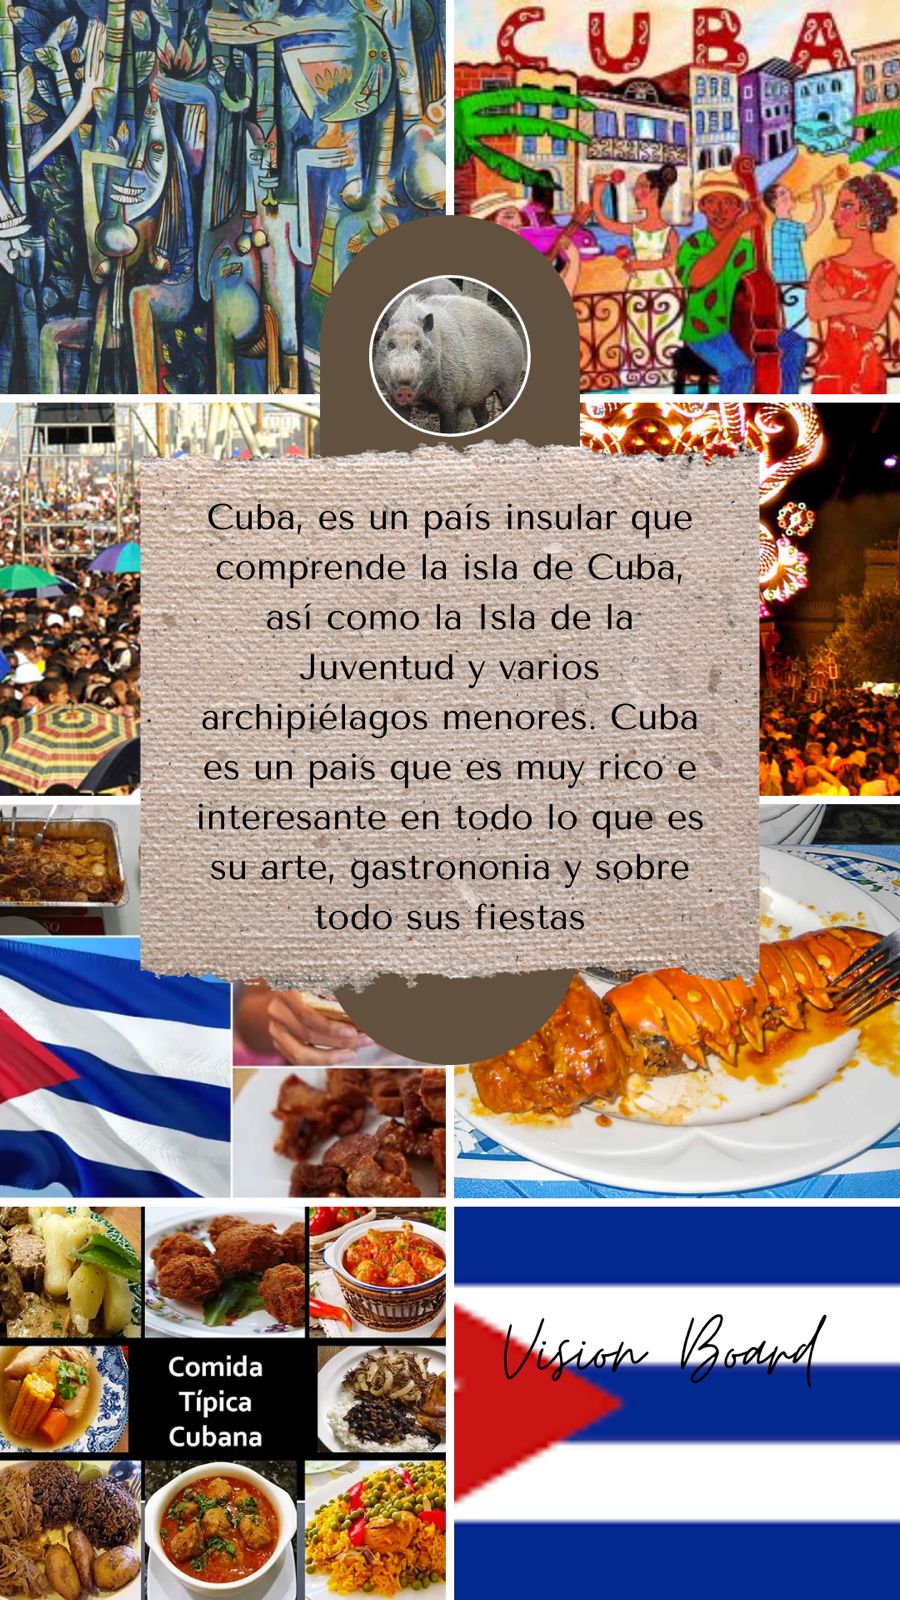 CUBA
Cuba, es un país insular que
comprende la isla de Cuba,
así como la Isla de la
Juventud y varios
archipiélagos menores. Cuba
es un pais que es muy rico e
interesante en todo lo que es
su arte, gastrononia y sobre
todo sus fiestas
Comida
Típica
Cubana
Vision Board